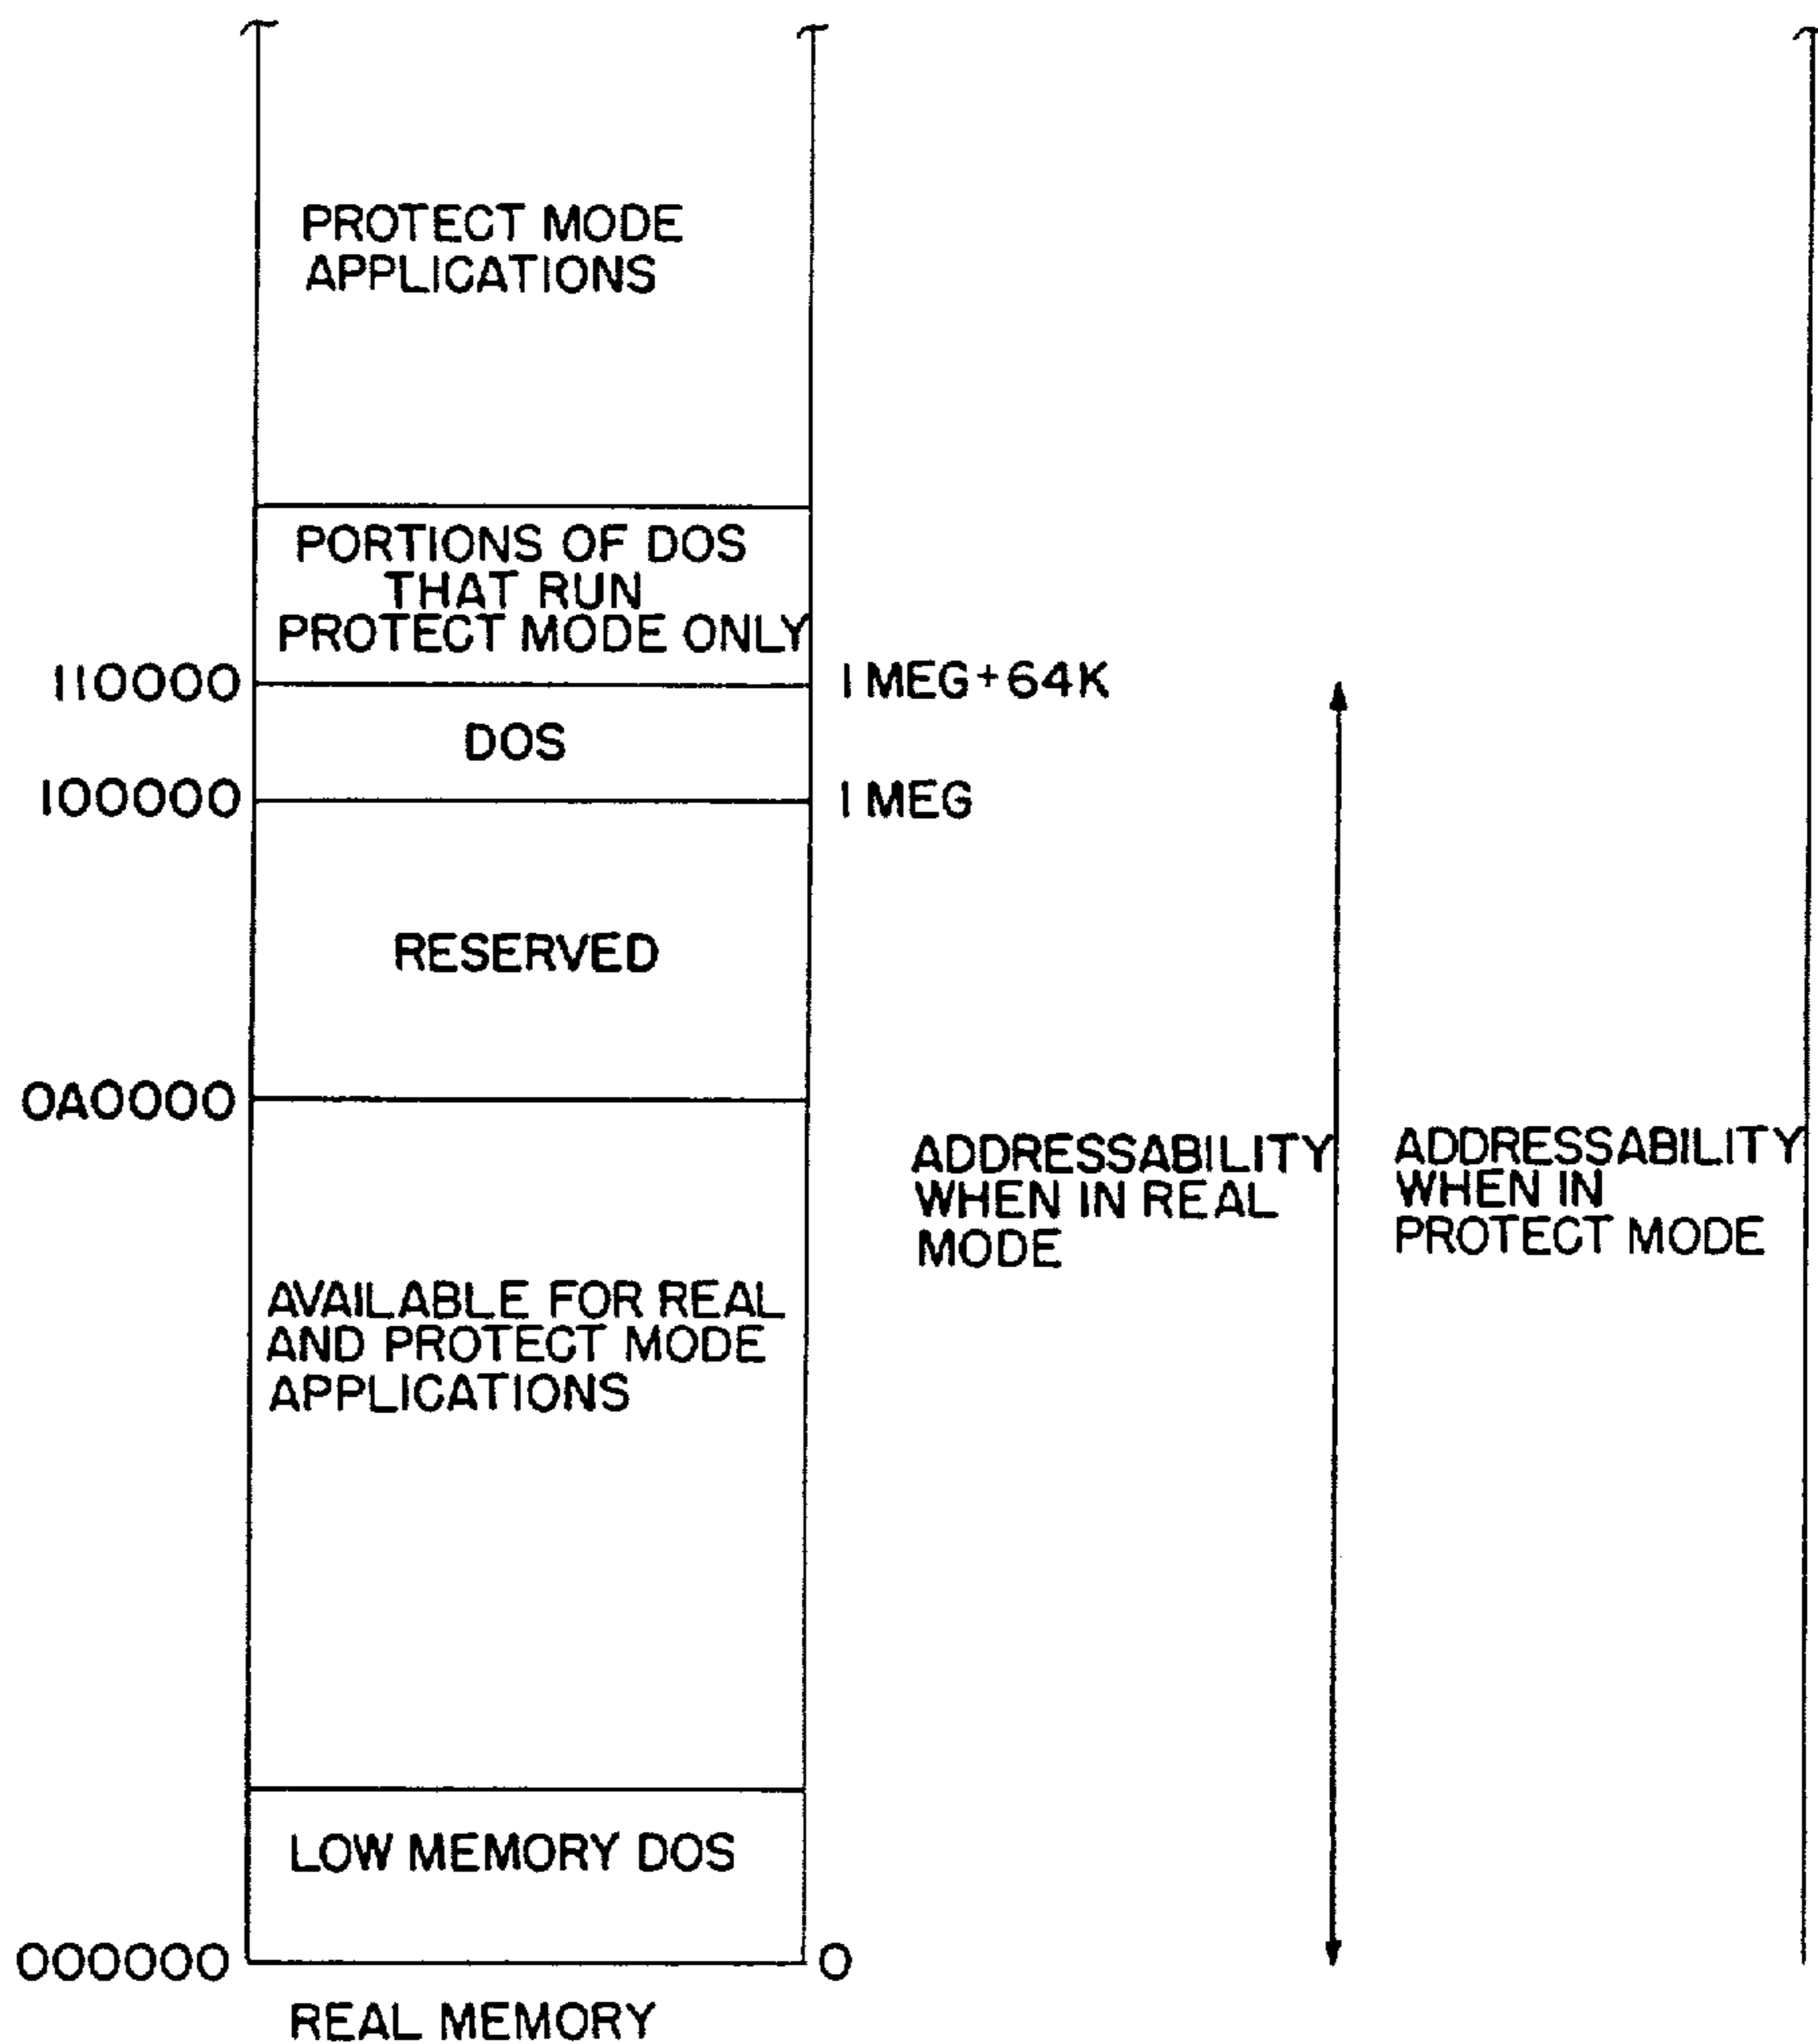 PROTECT MODE
APPLICATIONS
PORTIONS OF DOS
THAT RUN
PROTECT MODE ONLY
110000
1 MEG+64K
DOS
100000
1 MEG
RESERVED
0A0000
ADDRESSABILITY
WHEN IN REAL
MODE
ADDRESSABILITY
WHEN IN
PROTECT MODE
AVAILABLE FOR REAL
AND PROTECT MODE
APPLICATIONS
LOW MEMORY DOS
000000
0
REAL MEMORY